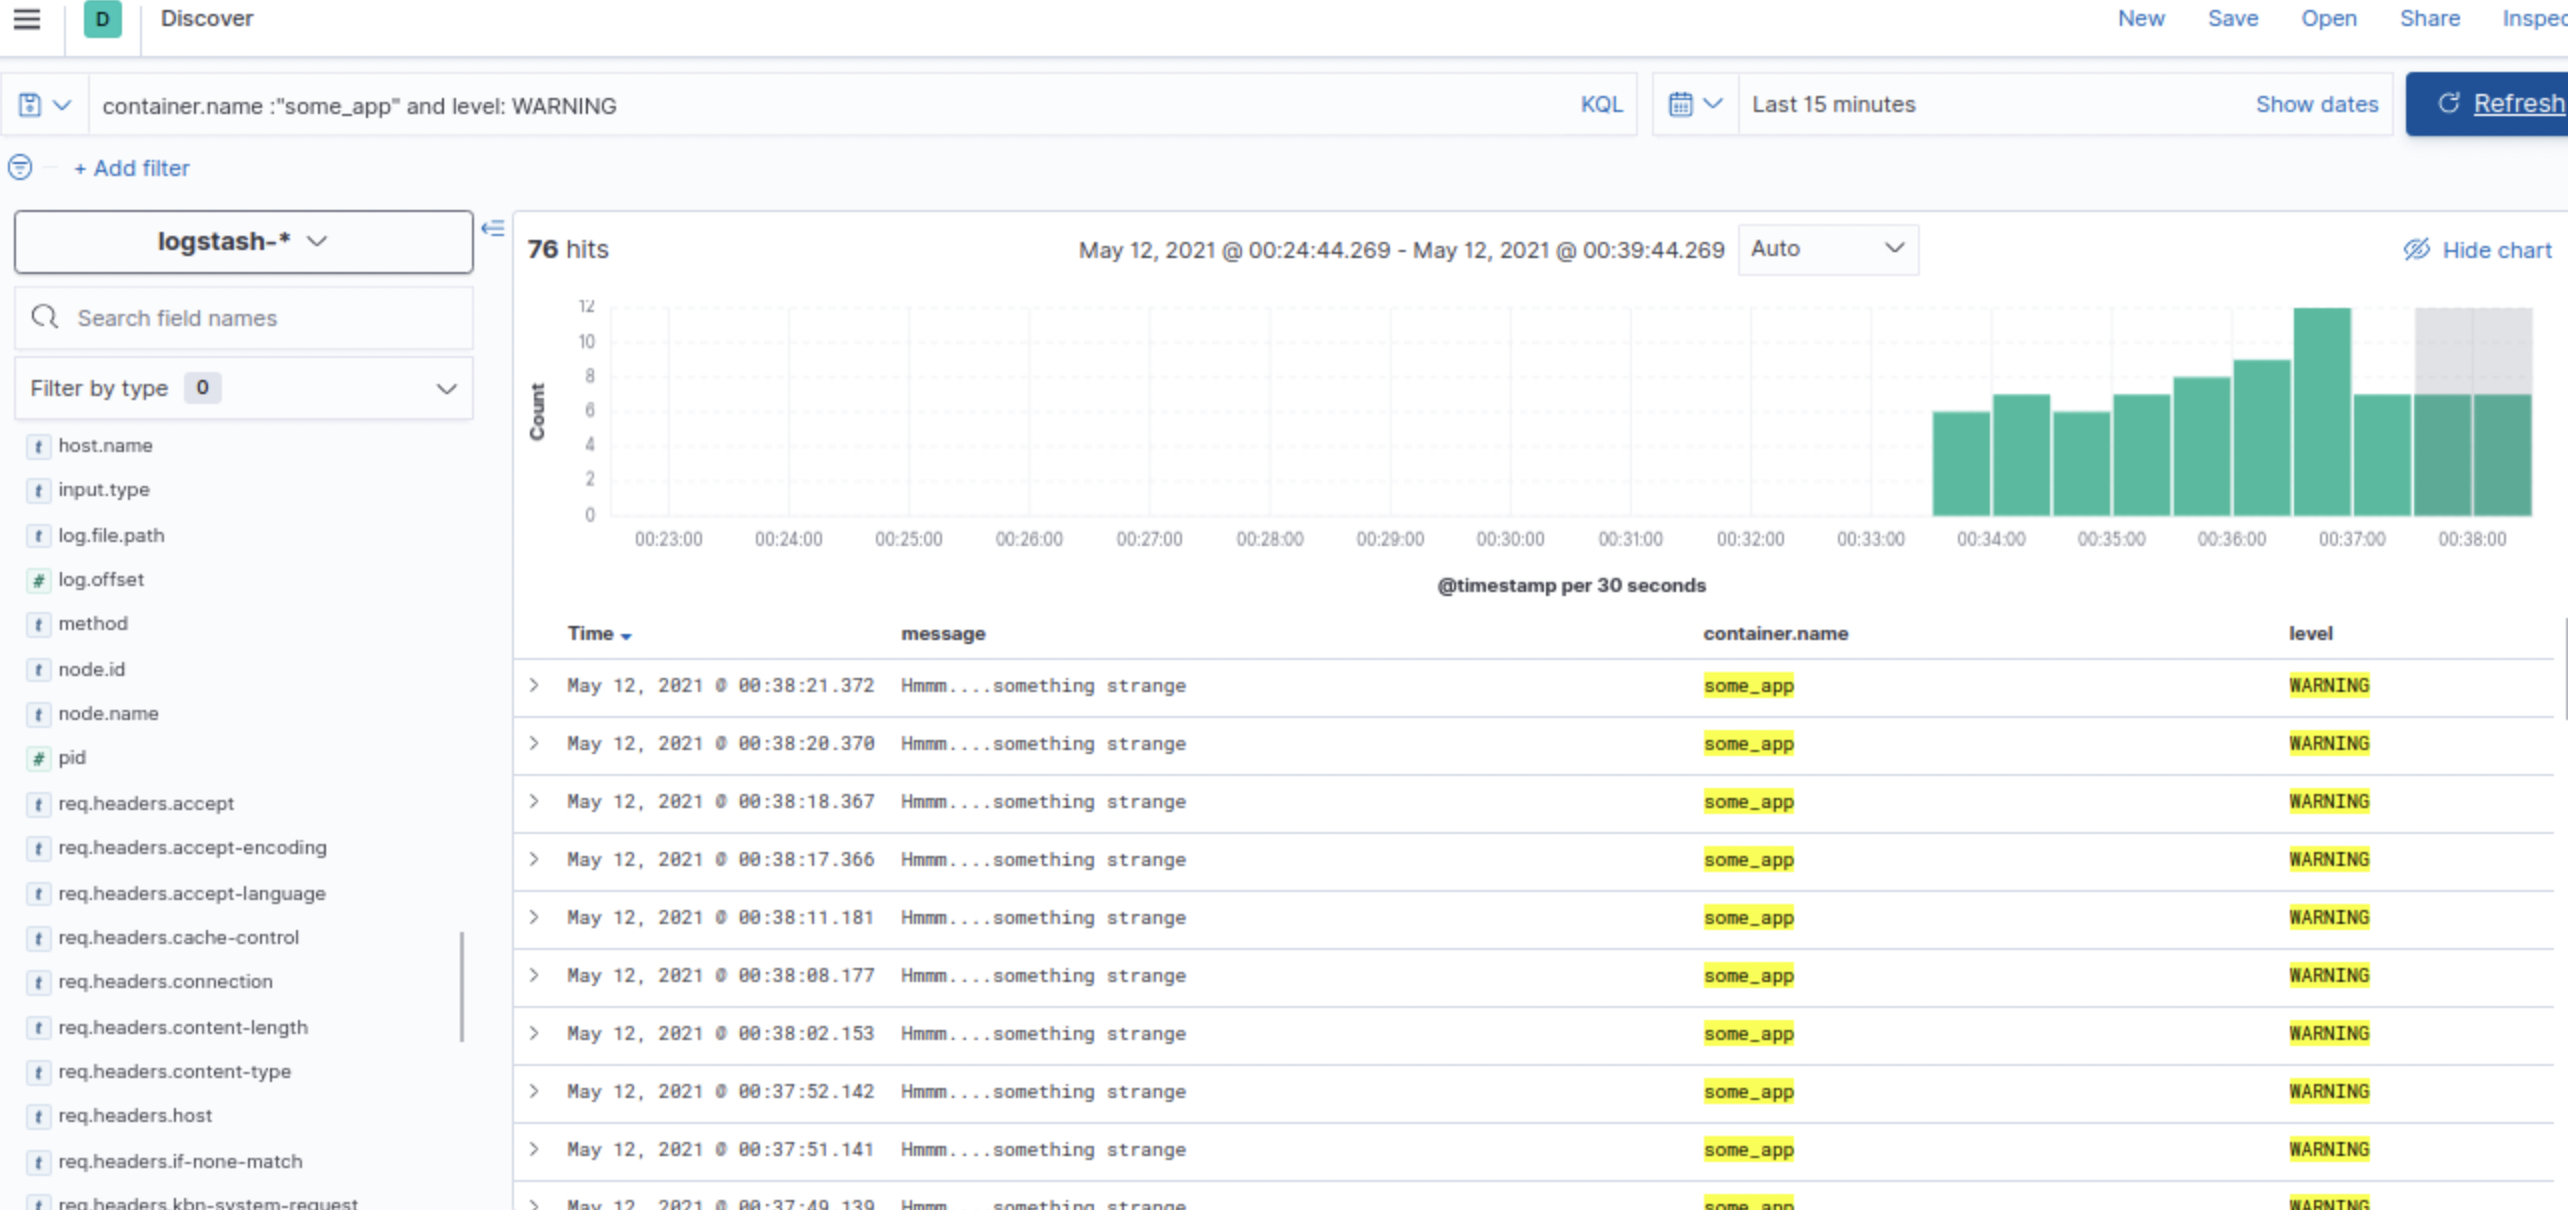 D Discover New Save Open Share Inspec
container.name :"some_app" and level: WARNING KQL Last 15 minutes Show dates Refresh
+ Add filter
logstash-*
Search field names
Filter by type 0
t host.name
t input.type
t log.file.path
# log.offset
t method
t node.id
t node.name
# pid
t req.headers.accept
t req.headers.accept-encoding
t req.headers.accept-language
t req.headers.cache-control
t req.headers.connection
t req.headers.content-length
t req.headers.content-type
t req.headers.host
t req.headers.if-none-match
req.headers.kbn-system-request
76 hits May 12, 2021 @ 00:24:44.269 - May 12, 2021 @ 00:39:44.269 Auto Hide chart
Count
12
10
8
6
4
2
0
00:23:00 00:24:00 00:25:00 00:26:00 00:27:00 00:28:00 00:29:00 00:30:00 00:31:00 00:32:00 00:33:00 00:34:00 00:35:00 00:36:00 00:37:00 00:38:00
@timestamp per 30 seconds
Time message container.name level
May 12, 2021 @ 00:38:21.372 Hmmm....something strange some_app WARNING
May 12, 2021 @ 00:38:20.370 Hmmm....something strange some_app WARNING
May 12, 2021 @ 00:38:18.367 Hmmm....something strange some_app WARNING
May 12, 2021 @ 00:38:17.366 Hmmm....something strange some_app WARNING
May 12, 2021 @ 00:38:11.181 Hmmm....something strange some_app WARNING
May 12, 2021 @ 00:38:08.177 Hmmm....something strange some_app WARNING
May 12, 2021 @ 00:38:02.153 Hmmm....something strange some_app WARNING
May 12, 2021 @ 00:37:52.142 Hmmm....something strange some_app WARNING
May 12, 2021 @ 00:37:51.141 Hmmm....something strange some_app WARNING
May 12, 2021 @ 00:37:49.139 Hmmm....something strange some_app WARNING